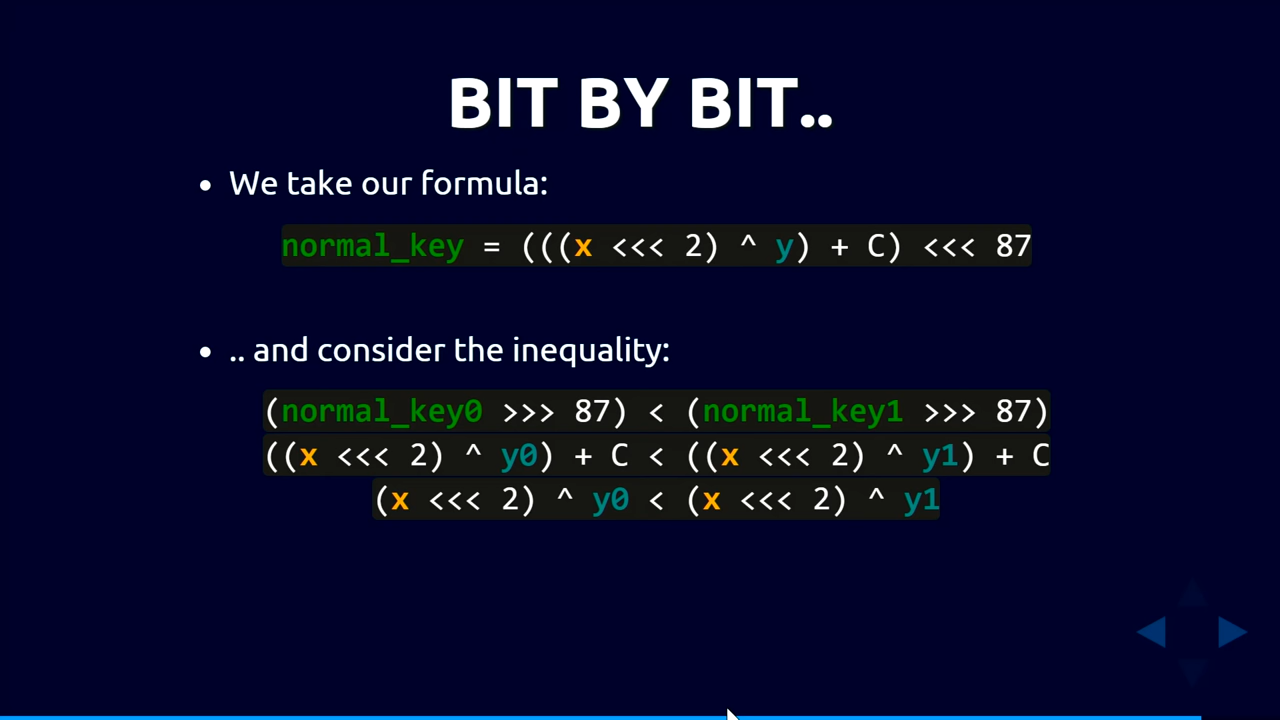 BIT BY BIT..
• We take our formula:
normal_key = (((x <<< 2) ^ y) + C) <<< 87
• .. and consider the inequality:
(normal_key0 >>> 87) < (normal_key1 >>> 87)
((x <<< 2) ^ y0) + C < ((x <<< 2) ^ y1) + C
(x <<< 2) ^ y0 < (x <<< 2) ^ y1